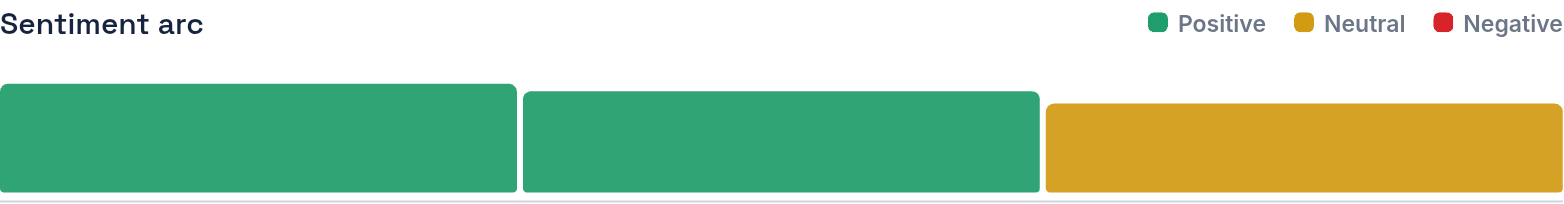 Sentiment arc
Positive
Neutral
Negative